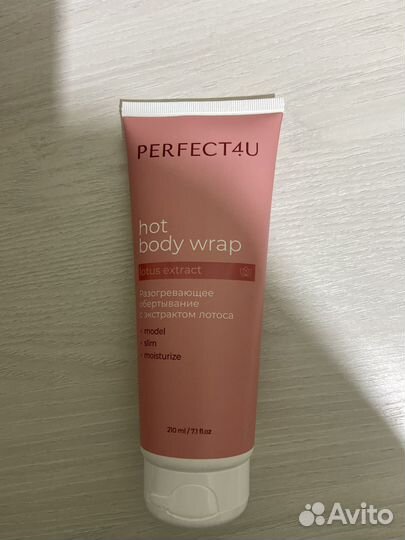 PERFECT4U
hot
body wrap
lotus extract
Разогревающее
обертывание
с экстрактом лотоса
• model
• slim
• moisturize
210 ml / 7.1 fl.oz
Avito